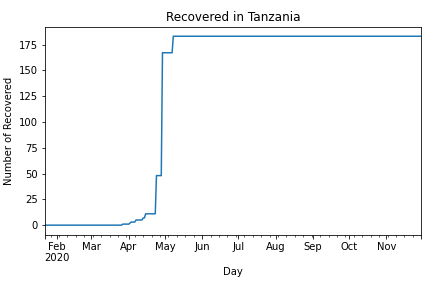 Recovered in Tanzania
Number of Recovered
175
150
125
100
75
50
25
0
Feb Mar Apr May Jun Jul Aug Sep Oct Nov
2020
Day